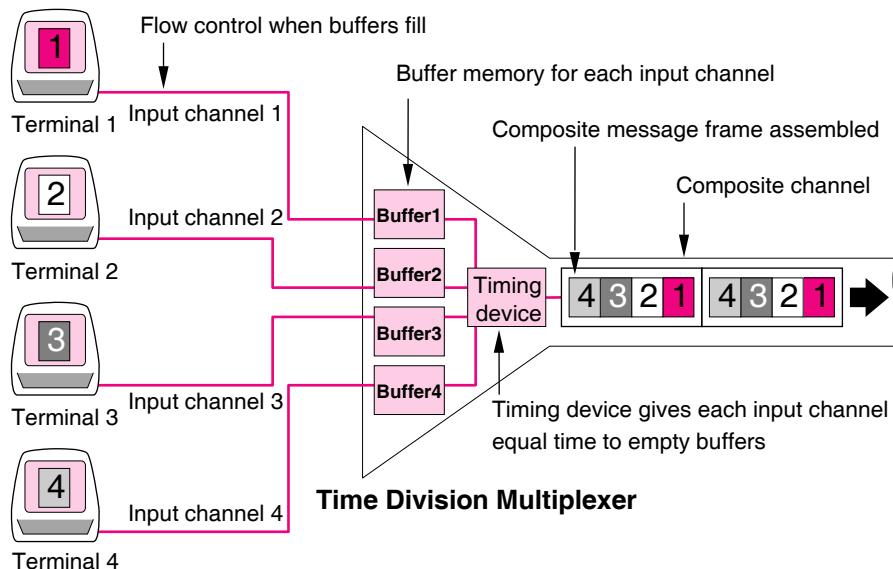 Flow control when buffers fill
1
Terminal 1
Input channel 1
Buffer memory for each input channel
Composite message frame assembled
Composite channel
2
Terminal 2
Input channel 2
Buffer1
Buffer2
Buffer3
Buffer4
Timing
device
4 3 2 1 4 3 2 1
3
Terminal 3
Input channel 3
Timing device gives each input channel
equal time to empty buffers
4
Terminal 4
Input channel 4
Time Division Multiplexer